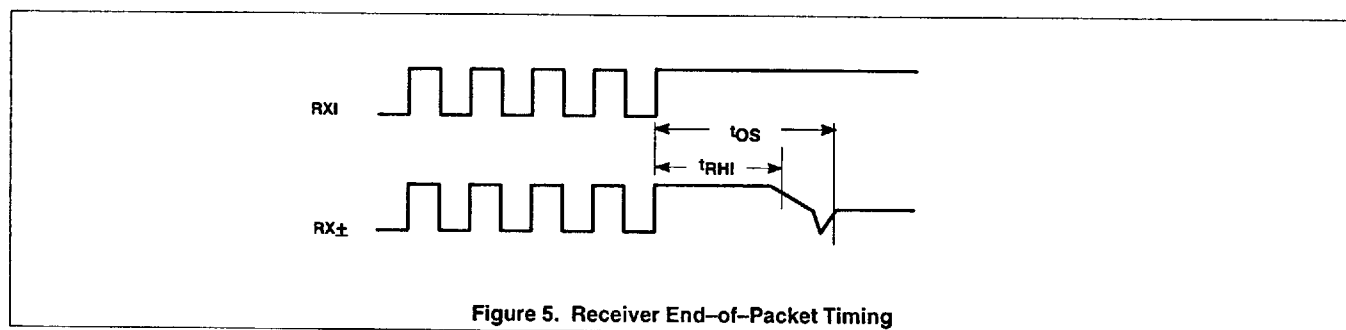 RXI
tOS
tRHI
RX±
Figure 5. Receiver End–of–Packet Timing